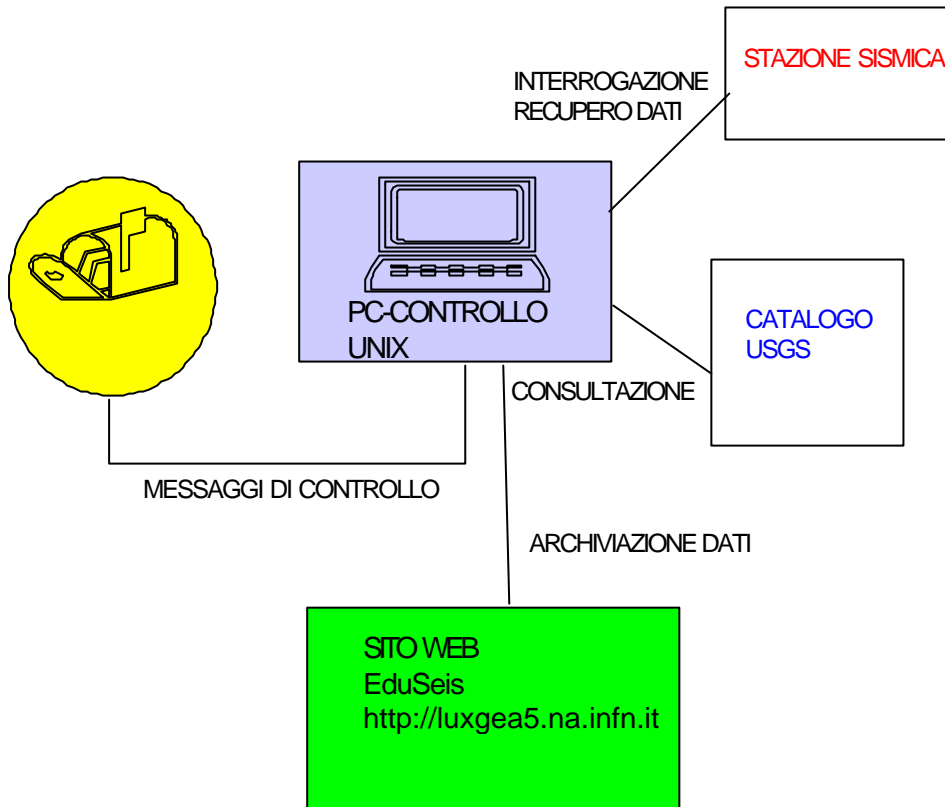 STAZIONE SISMICA
INTERROGAZIONE
RECUPERO DATI
PC-CONTROLLO
UNIX
CATALOGO
USGS
CONSULTAZIONE
MESSAGGI DI CONTROLLO
ARCHIVIAZIONE DATI
SITO WEB
EduSeis
http://luxgea5.na.infn.it